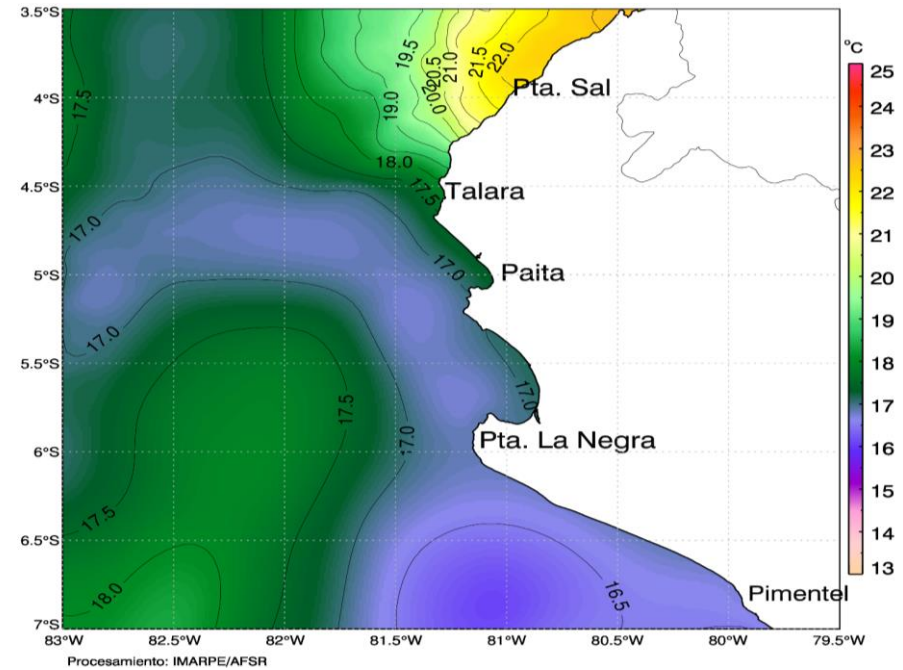 3.5°S
4°S
4.5°S
5°S
5.5°S
6°S
6.5°S
7°S
83°W
82.5°W
82°W
81.5°W
81°W
80.5°W
80°W
79.5°W
17.5
19.5
19.0
20.5
21.0
21.5
22.0
18.0
17.5
17.0
17.0
17.0
17.0
17.5
17.0
17.5
18.0
16.5
Pta. Sal
Talara
Paita
Pta. La Negra
Pimentel
°C
25
24
23
22
21
20
19
18
17
16
15
14
13
Procesamiento: IMARPE/AFSR